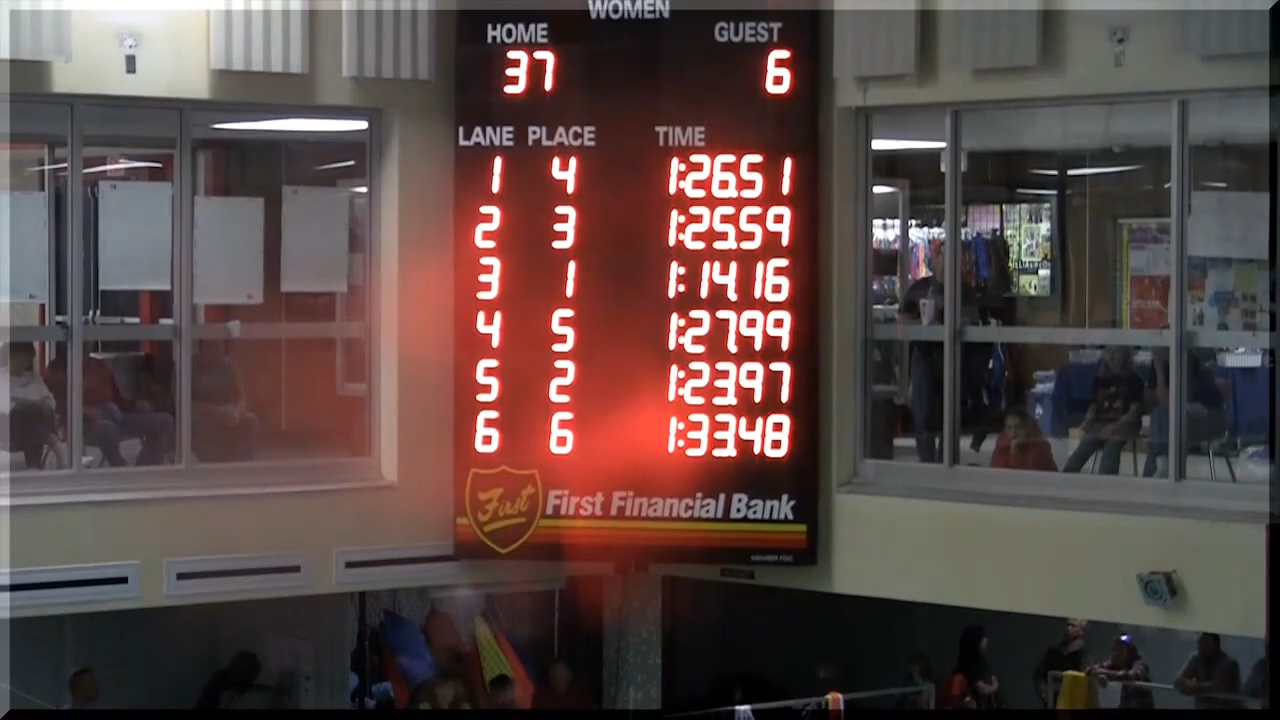 WOMEN
HOME GUEST
37 6
LANE PLACE TIME
1 4 1:26.51
2 3 1:25.59
3 1 1:14.16
4 5 1:27.99
5 2 1:23.97
6 6 1:33.48
First First Financial Bank
MEMBER FDIC